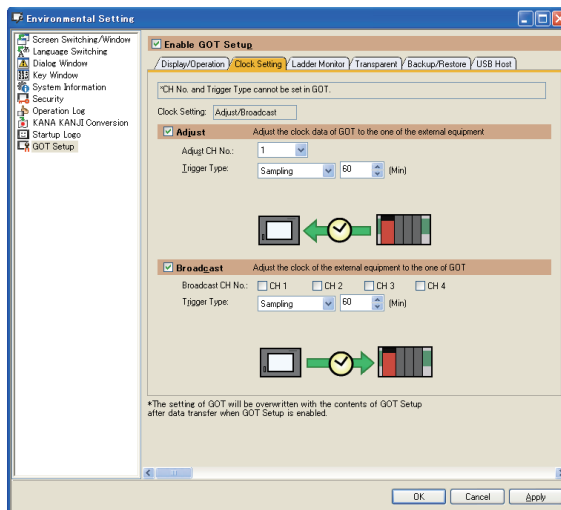 Environmental Setting
Screen Switching/Window
Language Switching
Dialog Window
Key Window
System Information
Security
Operation Log
KANA KANJI Conversion
Startup Logo
GOT Setup
Enable GOT Setup
Display/Operation
Clock Setting
Ladder Monitor
Transparent
Backup/Restore
USB Host
*CH No. and Trigger Type cannot be set in GOT.
Clock Setting: Adjust/Broadcast
Adjust Adjust the clock data of GOT to the one of the external equipment
Adjust CH No.: 1
Trigger Type: Sampling 60 (Min)
Broadcast Adjust the clock of the external equipment to the one of GOT
Broadcast CH No.: CH 1 CH 2 CH 3 CH 4
Trigger Type: Sampling 60 (Min)
*The setting of GOT will be overwritten with the contents of GOT Setup
after data transfer when GOT Setup is enabled.
OK Cancel Apply